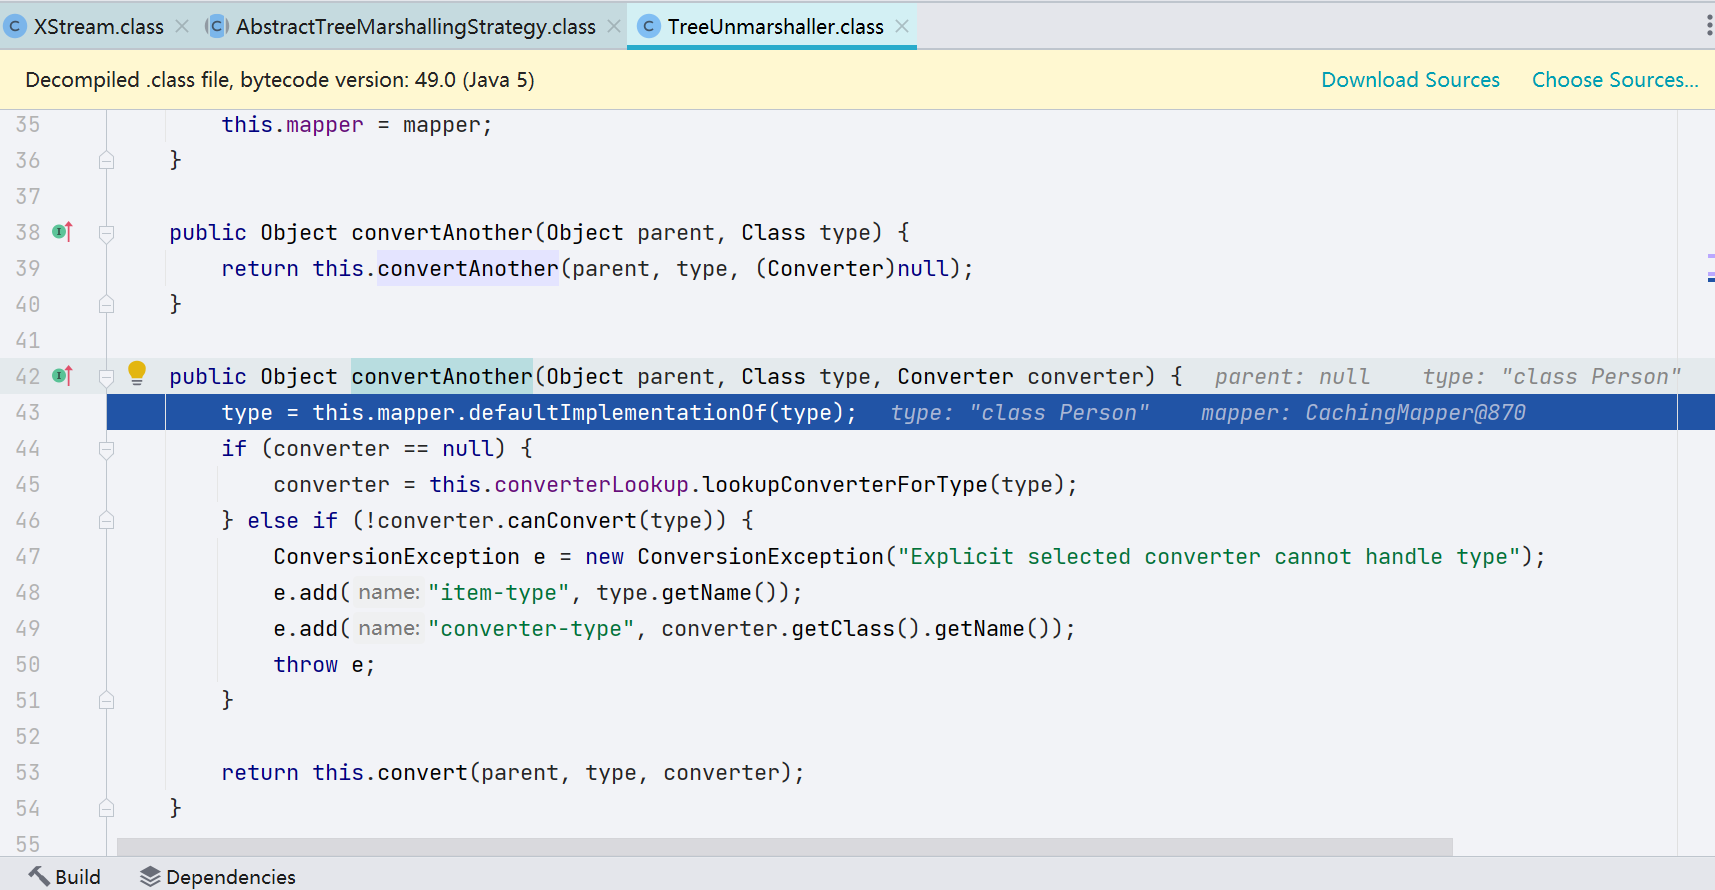 XStream.class AbstractTreeMarshallingStrategy.class TreeUnmarshaller.class
Decompiled .class file, bytecode version: 49.0 (Java 5) Download Sources Choose Sources...
35 this.mapper = mapper;
36 }
37
38 public Object convertAnother(Object parent, Class type) {
39 return this.convertAnother(parent, type, (Converter)null);
40 }
41
42 public Object convertAnother(Object parent, Class type, Converter converter) { parent: null type: "class Person"
43 type = this.mapper.defaultImplementationOf(type); type: "class Person" mapper: CachingMapper@870
44 if (converter == null) {
45 converter = this.converterLookup.lookupConverterForType(type);
46 } else if (!converter.canConvert(type)) {
47 ConversionException e = new ConversionException("Explicit selected converter cannot handle type");
48 e.add( name: "item-type", type.getName());
49 e.add( name: "converter-type", converter.getClass().getName());
50 throw e;
51 }
52
53 return this.convert(parent, type, converter);
54 }
55
Build Dependencies